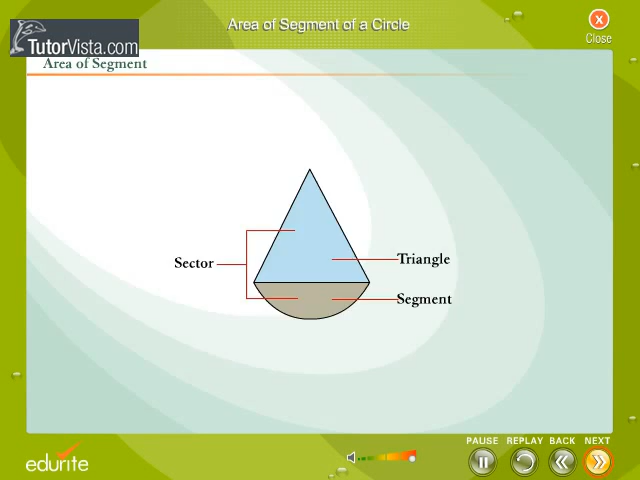 Area of Segment of a Circle
x
Close
TutorVista.com
Area of Segment
Sector
Triangle
Segment
PAUSE REPLAY BACK NEXT
edurite